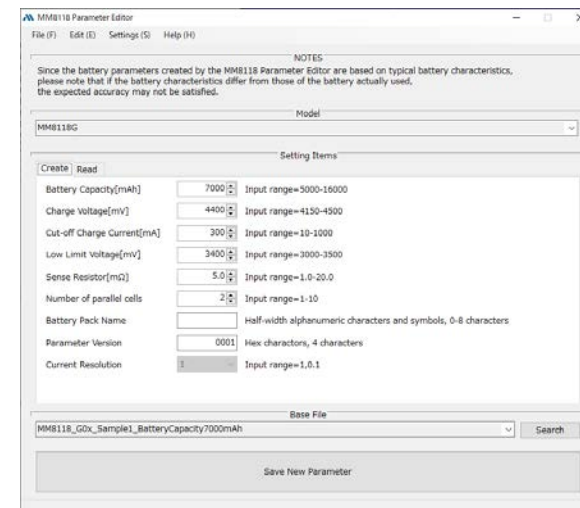 MM8118 Parameter Editor
File (F) Edit (E) Settings (S) Help (H)
NOTES
Since the battery parameters created by the MM8118 Parameter Editor are based on typical battery characteristics,
please note that if the battery characteristics differ from those of the battery actually used,
the expected accuracy may not be satisfied.
Model
MM8118G
Setting Items
Create Read
Battery Capacity[mAh] 7000 Input range=5000-16000
Charge Voltage[mV] 4400 Input range=4150-4500
Cut-off Charge Current[mA] 300 Input range=10-1000
Low Limit Voltage[mV] 3400 Input range=3000-3500
Sense Resistor[mΩ] 5.0 Input range=1.0-20.0
Number of parallel cells 2 Input range=1-10
Battery Pack Name Half-width alphanumeric characters and symbols, 0-8 characters
Parameter Version 0001 Hex charactors, 4 characters
Current Resolution 1 Input range=1,0.1
Base File
MM8118_G0x_Sample1_BatteryCapacity7000mAh Search
Save New Parameter